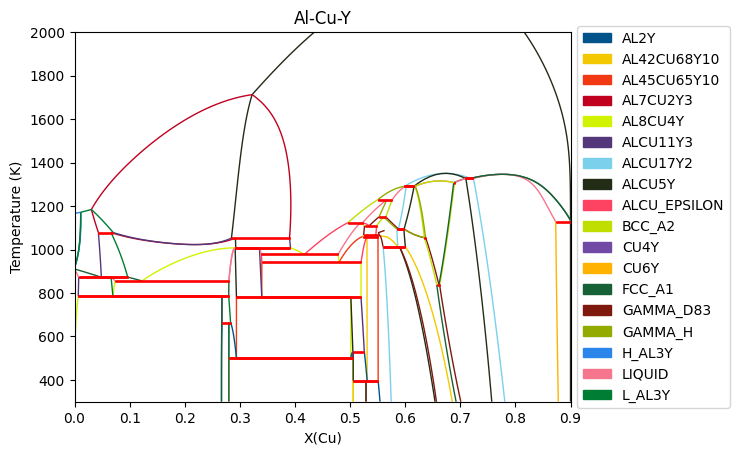 Al-Cu-Y
2000
1800
1600
1400
1200
1000
800
600
400
Temperature (K)
0.0 0.1 0.2 0.3 0.4 0.5 0.6 0.7 0.8 0.9
X(Cu)
AL2Y
AL42CU68Y10
AL45CU65Y10
AL7CU2Y3
AL8CU4Y
ALCU11Y3
ALCU17Y2
ALCU5Y
ALCU_EPSILON
BCC_A2
CU4Y
CU6Y
FCC_A1
GAMMA_D83
GAMMA_H
H_AL3Y
LIQUID
L_AL3Y